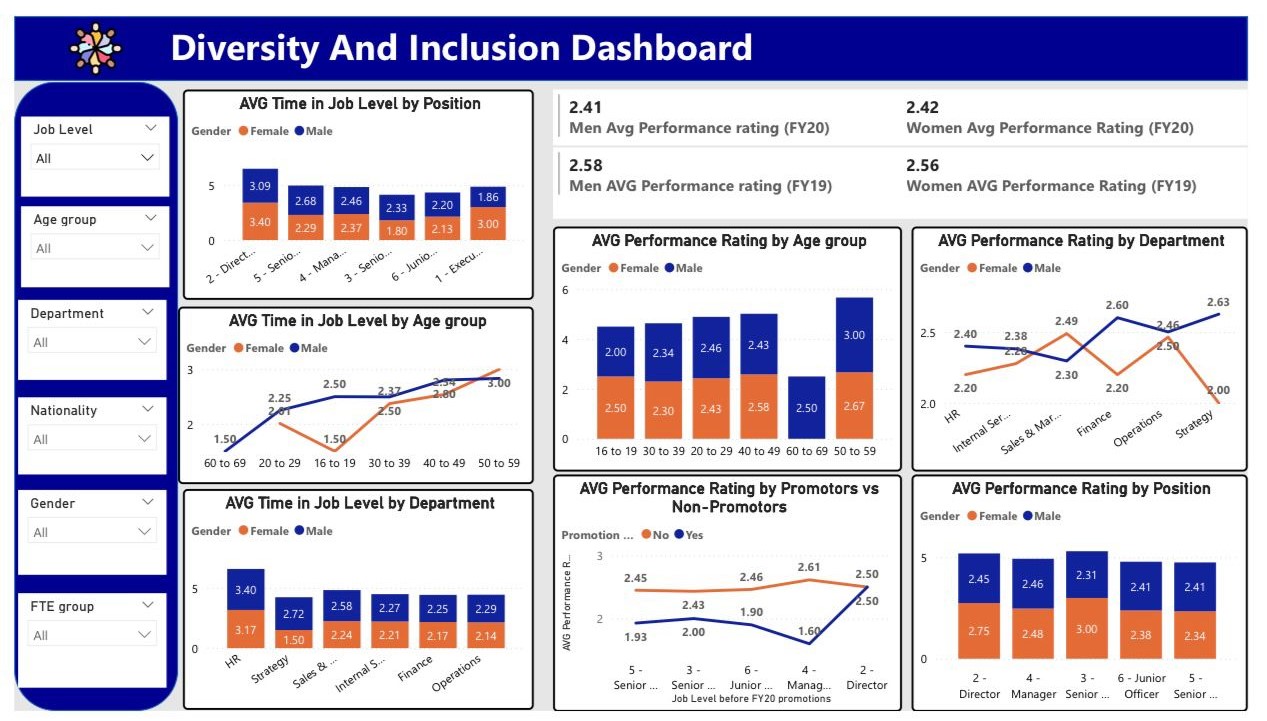 Diversity And Inclusion Dashboard
Job Level
All
Age group
All
Department
All
Nationality
All
Gender
All
FTE group
All
AVG Time in Job Level by Position
Gender Female Male
5
0
3.09 2.68 2.46 2.33 2.20 1.86
3.40 2.29 2.37 1.80 2.13 3.00
2 - Direct... 5 - Senio... 4 - Mana... 3 - Senio... 6 - Junio... 1 - Execu...
AVG Time in Job Level by Age group
Gender Female Male
3
2
1.50 2.25 2.50 2.37 2.54 3.00
2.01 1.50 2.50 2.80
60 to 69 20 to 29 16 to 19 30 to 39 40 to 49 50 to 59
AVG Time in Job Level by Department
Gender Female Male
5
0
3.40 2.72 2.58 2.27 2.25 2.29
3.17 1.50 2.24 2.21 2.17 2.14
HR Strategy Sales & ... Internal S... Finance Operations
2.41
Men Avg Performance rating (FY20)
2.42
Women Avg Performance Rating (FY20)
2.58
Men AVG Performance rating (FY19)
2.56
Women AVG Performance Rating (FY19)
AVG Performance Rating by Age group
Gender Female Male
6
4
2
0
2.00 2.34 2.46 2.43 2.50 3.00
2.50 2.30 2.43 2.58 2.67
16 to 19 20 to 29 30 to 39 40 to 49 60 to 69 50 to 59
AVG Performance Rating by Department
Gender Female Male
2.5
2.0
2.40 2.38 2.49 2.60 2.46 2.63
2.20 2.28 2.30 2.20 2.50 2.00
HR Internal Ser... Sales & Mar... Finance Operations Strategy
AVG Performance Rating by Promotors vs
Non-Promotors
Promotion ... No Yes
AVG Performance R...
3
2
2.45 2.43 2.46 2.61 2.50
1.93 2.00 1.90 1.60 2.50
5 - 3 - 6 - 4 - 2 -
Senior ... Senior ... Junior ... Manag... Director
Job Level before FY20 promotions
AVG Performance Rating by Position
Gender Female Male
5
0
2.45 2.46 2.31 2.41 2.41
2.75 2.48 3.00 2.38 2.34
2 - 4 - 3 - 6 - Junior 5 -
Director Manager Senior ... Officer Senior ...